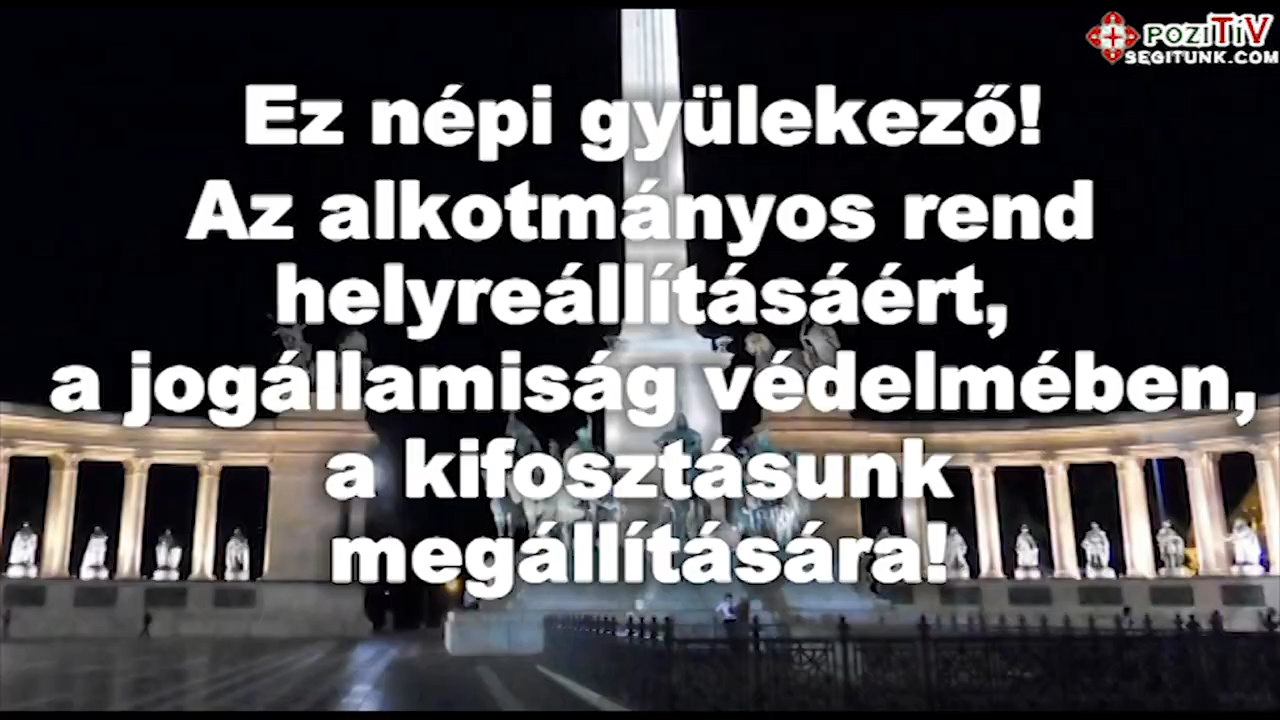 POZITiV
SEGITUNK.COM
Ez népi gyülekező!
Az alkotmányos rend
helyreállításáért,
a jogállamiság védelmében,
a kifosztásunk
megállítására!